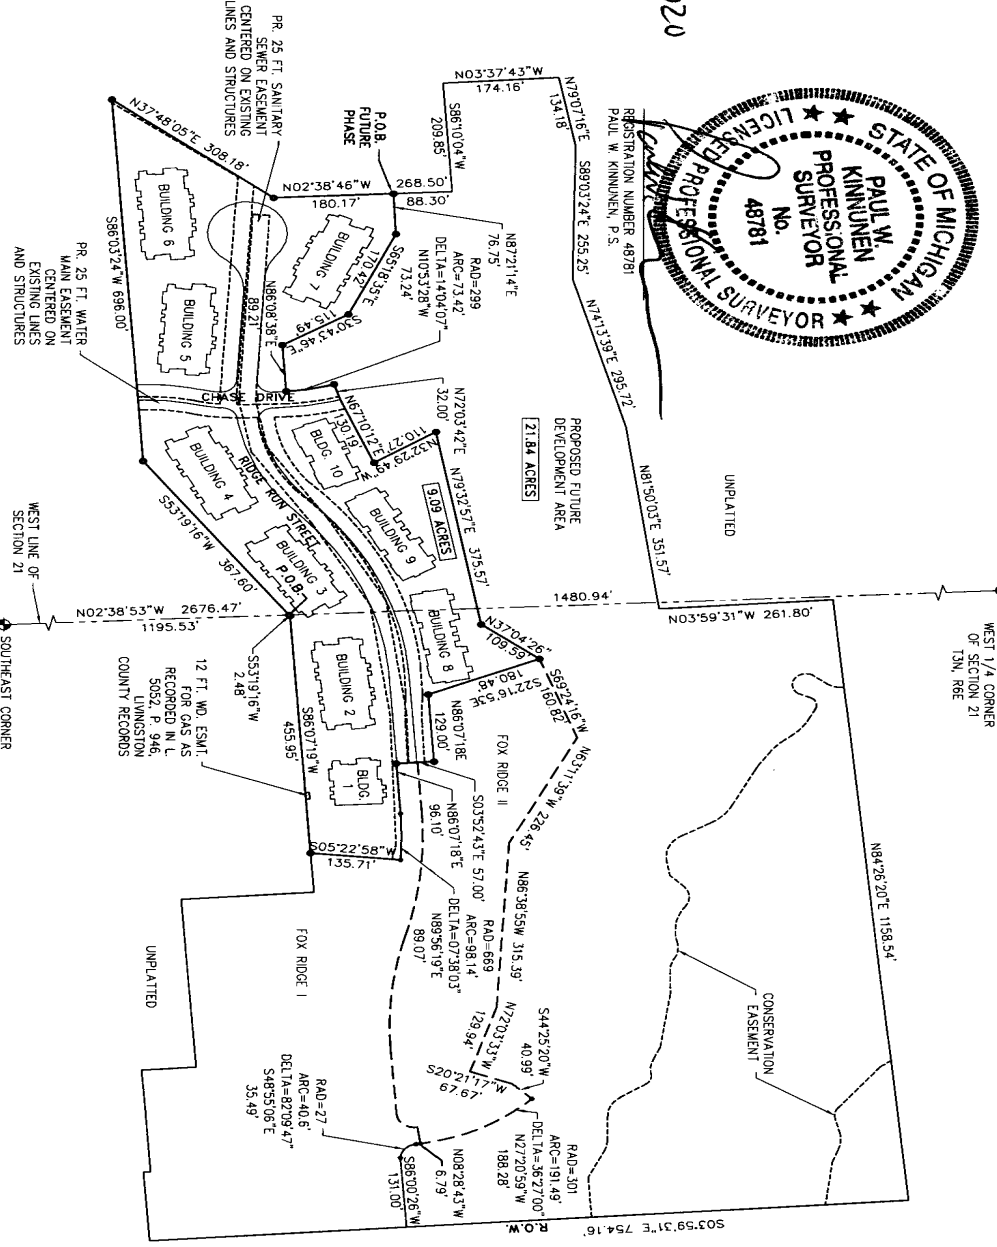 020
STATE OF MICHIGAN
LICENSED PROFESSIONAL SURVEYOR
PAUL W.
KINNUNEN
PROFESSIONAL
SURVEYOR
No.
48781
REGISTRATION NUMBER 48781
PAUL W. KINNUNEN, P.S.
WEST 1/4 CORNER
OF SECTION 21
T3N, R6E
UNPLATTED
N03°37'43"W
174.16'
N79°07'16"E
134.18'
S89°03'24"E 255.25'
N74°13'39"E 295.72'
N81°50'03"E 351.57'
N03°59'31"W 261.80'
N84°26'20"E 1158.54'
S03°59'31"E 754.16'
R.O.W.
CONSERVATION
EASEMENT
S86°10'04"W
209.85'
P.O.B.
FUTURE
PHASE
N02°38'46"W
268.50'
180.17'
88.30'
N87°21'14"E
76.75'
S65°18'35"E
170.42'
S30°43'46"E
115.49'
N86°08'38"E
89.21'
RAD=299
ARC=73.42'
DELTA=14°04'07"
N10°53'28"W
73.24'
N67°10'12"E
130.19'
N32°29'49"W
110.27'
N72°03'42"E
32.00'
N79°32'57"E 375.57'
PROPOSED FUTURE
DEVELOPMENT AREA
21.84 ACRES
9.09 ACRES
1480.94'
N37°04'26"
109.59'
S22°16'53E
180.48'
S69°24'16"W
160.82'
N63°11'39"W 226.45'
N86°38'55W 315.39'
N72°03'33"W
129.94'
S20°21'17"W
67.67'
S44°25'20"W
40.99'
RAD=301
ARC=191.49'
DELTA=36°27'00"
N27°20'59"W
188.28'
N86°07'18E
129.00'
FOX RIDGE II
S03°52'43"E 57.00'
N86°07'18"E
96.10'
RAD=669
ARC=98.14'
DELTA=07°38'03"
N89°56'19"E
89.07'
S05°22'58"W
135.71'
FOX RIDGE I
UNPLATTED
RAD=27
ARC=40.6'
DELTA=82°09'47"
S48°55'06"E
35.49'
N08°28'43"W
6.79'
S86°00'26"W
131.00'
PR. 25 FT. SANITARY
SEWER EASEMENT
CENTERED ON EXISTING
LINES AND STRUCTURES
N37°48'05"E 308.18'
BUILDING 6
BUILDING 7
BUILDING 5
CHASE DRIVE
BLDG. 10
BUILDING 4
RIDGE RUN STREET
BUILDING 9
BUILDING 3
P.O.B.
BUILDING 8
BUILDING 2
BLDG.
1
S86°03'24"W 696.00'
PR. 25 FT. WATER
MAIN EASEMENT
CENTERED ON
EXISTING LINES
AND STRUCTURES
S53°19'16"W 367.60'
WEST LINE OF
SECTION 21
N02°38'53"W 2676.47'
1195.53'
S53°19'16"W
2.48'
S86°07'19"W
455.95'
12 FT. WD. ESMT.
FOR GAS AS
RECORDED IN L.
5052, P. 946,
LIVINGSTON
COUNTY RECORDS
SOUTHEAST CORNER